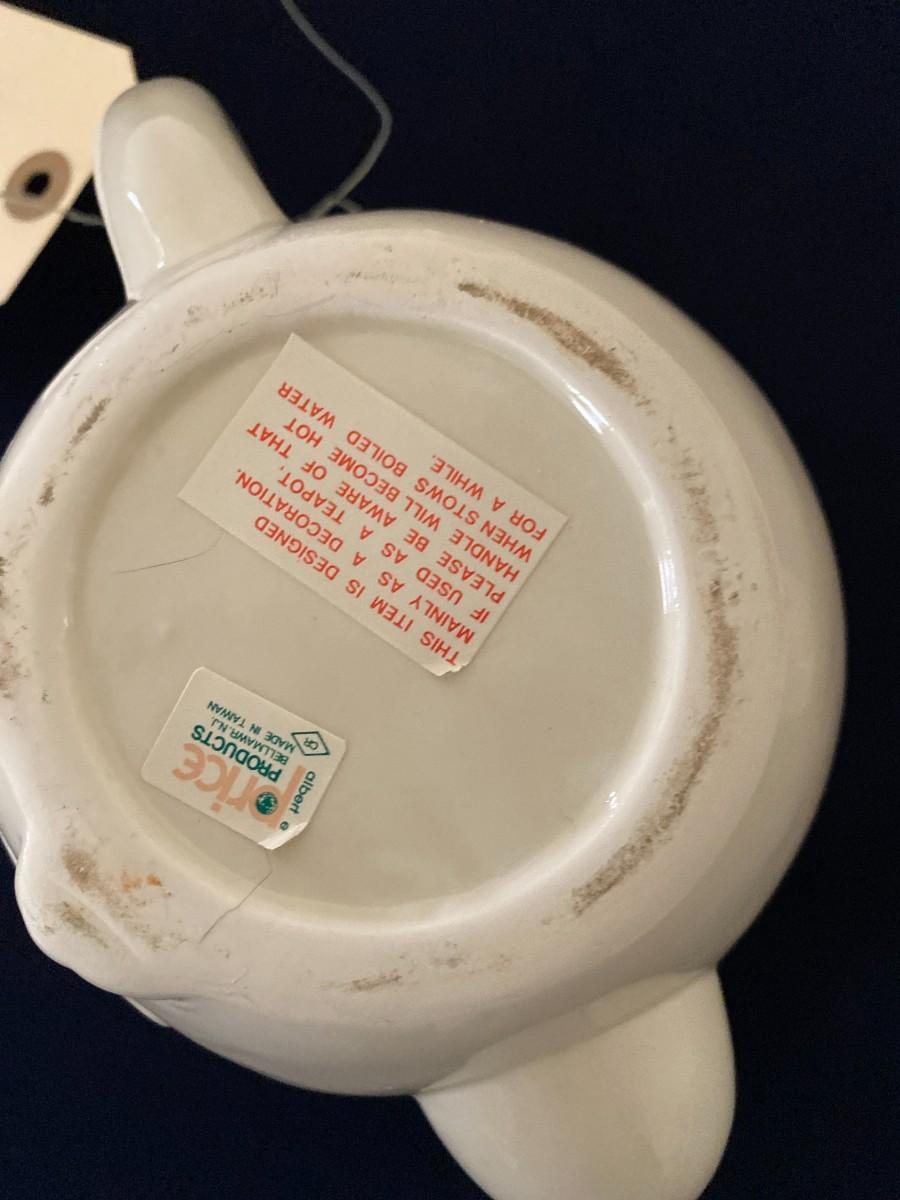 THIS ITEM IS DESIGNED
MAINLY AS A DECORATION.
IF USED AS A TEAPOT,
PLEASE BE AWARE OF THAT
HANDLE WILL BECOME HOT
WHEN STOWS BOILED WATER
FOR A WHILE.
albert
price
PRODUCTS
BELLMAWR, N.J.
MADE IN TAIWAN